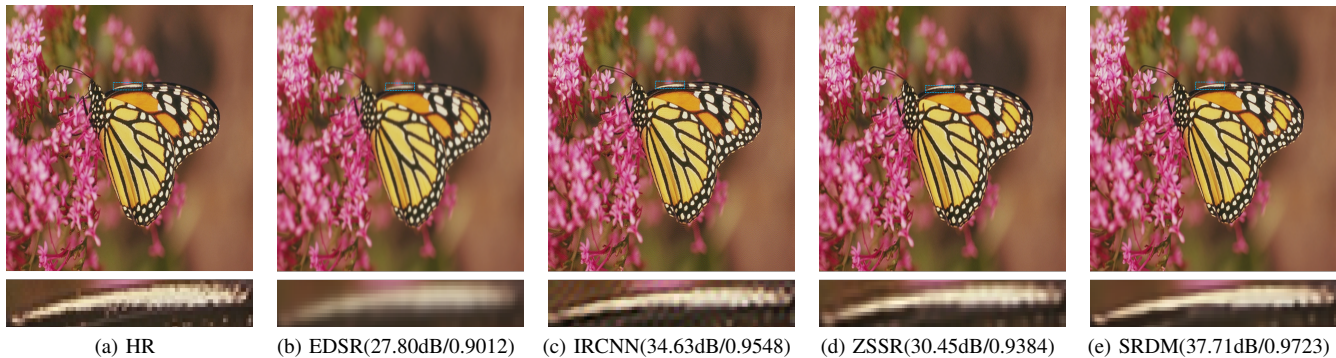 (a) HR
(b) EDSR(27.80dB/0.9012)
(c) IRCNN(34.63dB/0.9548)
(d) ZSSR(30.45dB/0.9384)
(e) SRDM(37.71dB/0.9723)